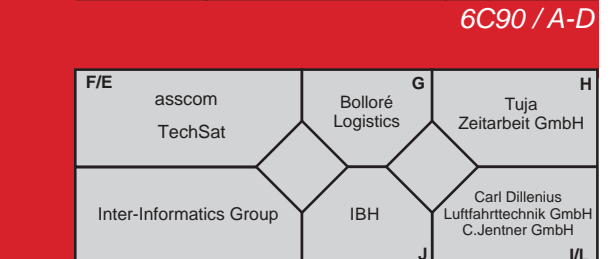 6C90 / A-D
F/E
asscom
TechSat
G
Bolloré
Logistics
H
Tuja
Zeitarbeit GmbH
Inter-Informatics Group
IBH
J
Carl Dillenius
Luftfahrttechnik GmbH
C.Jentner GmbH
I/L